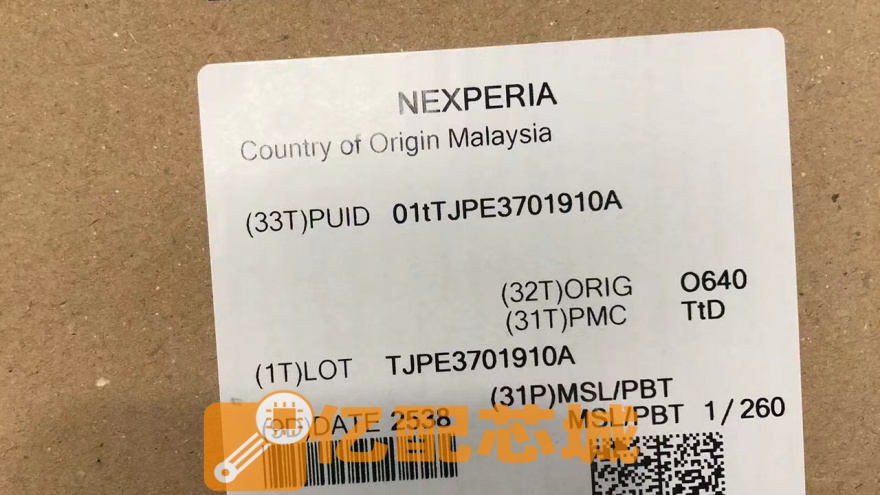 NEXPERIA
Country of Origin Malaysia
(33T)PUID 01tTJPE3701910A
(32T)ORIG O640
(31T)PMC TtD
(1T)LOT TJPE3701910A
(31P)MSL/PBT
(9D)DATE 2538
MSL/PBT 1/260
亿配芯城